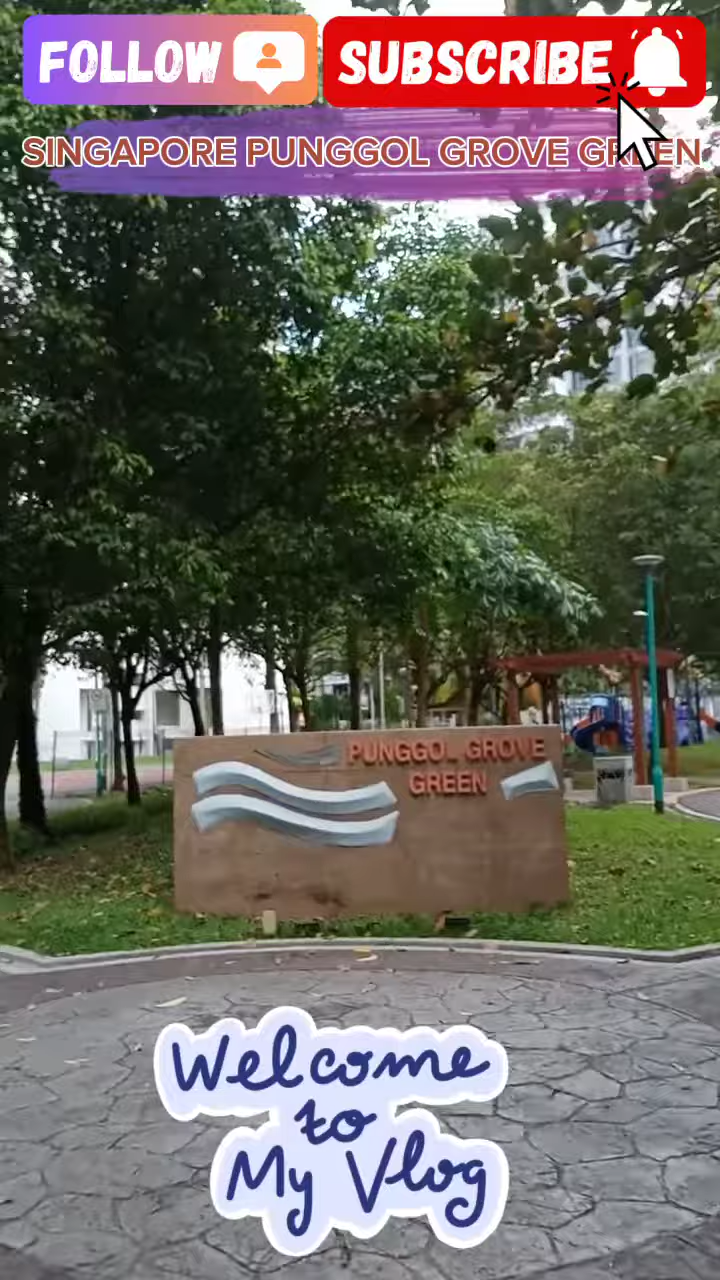 FOLLOW
SUBSCRIBE
SINGAPORE PUNGGOL GROVE GREEN
PUNGGOL GROVE
GREEN
Welcome
to
My Vlog